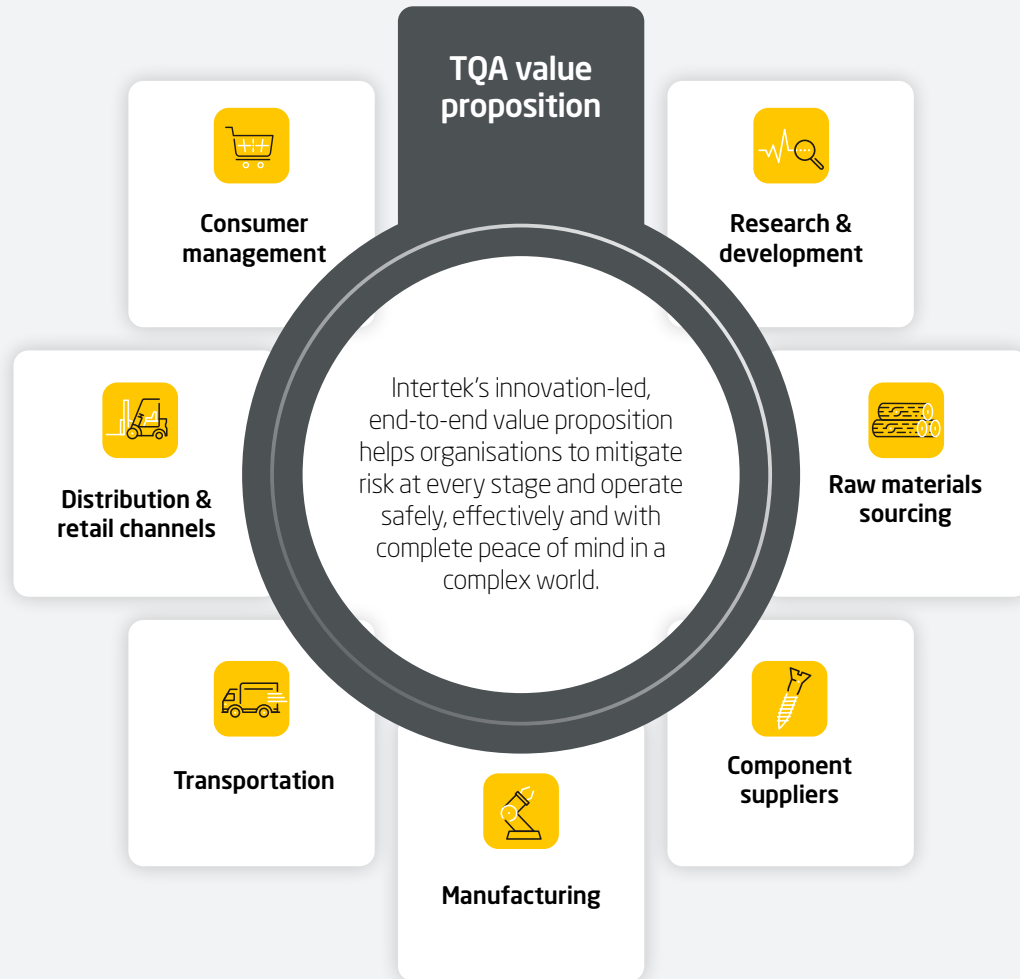 TQA value
proposition
Consumer
management
Research &
development
Intertek's innovation-led,
end-to-end value proposition
helps organisations to mitigate
risk at every stage and operate
safely, effectively and with
complete peace of mind in a
complex world.
Distribution &
retail channels
Raw materials
sourcing
Transportation
Component
suppliers
Manufacturing